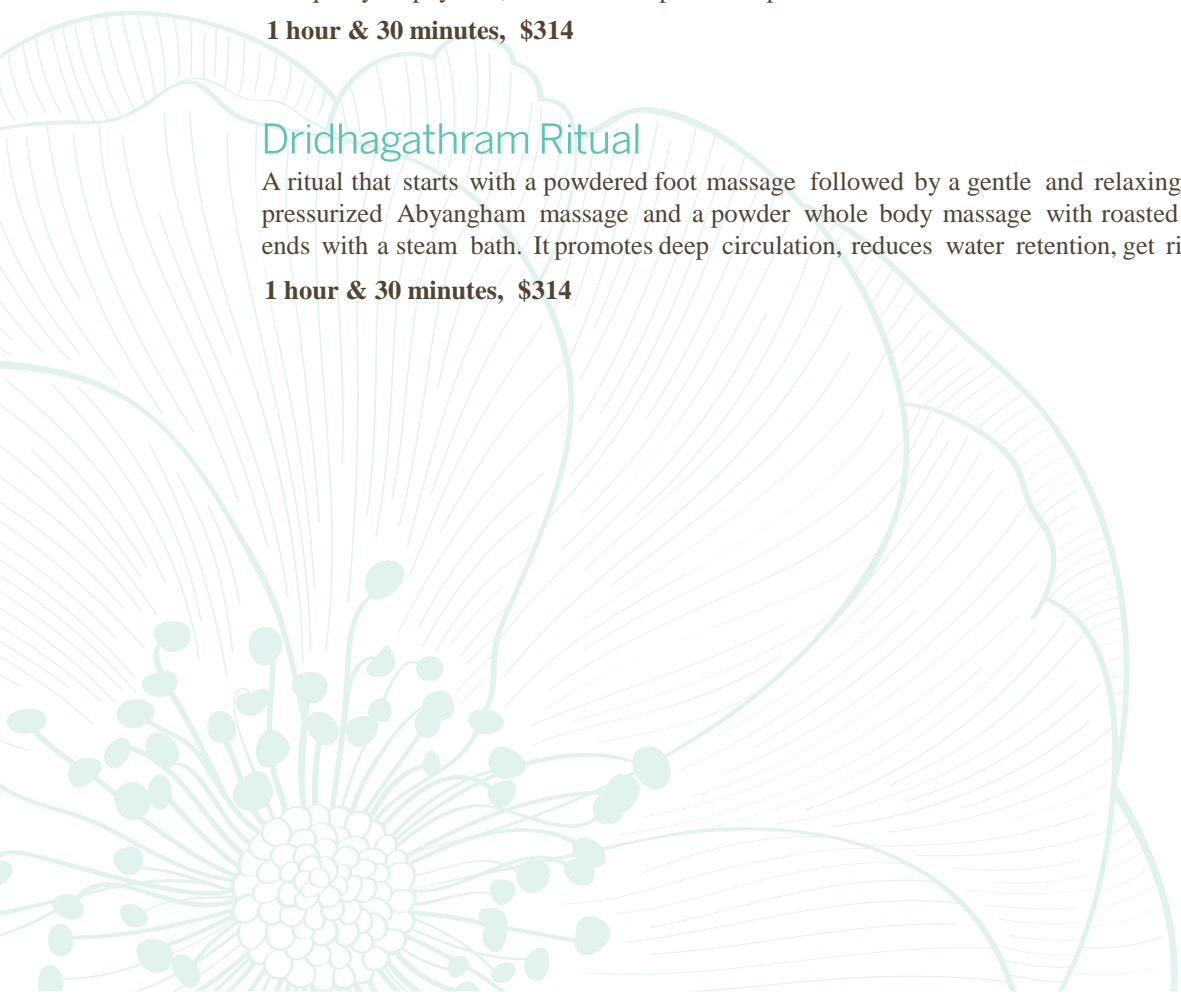 1 hour & 30 minutes, $314
Dridhagathram Ritual
A ritual that starts with a powdered foot massage followed by a gentle and relaxing
pressurized Abyangham massage and a powder whole body massage with roasted
ends with a steam bath. It promotes deep circulation, reduces water retention, get ri
1 hour & 30 minutes, $314